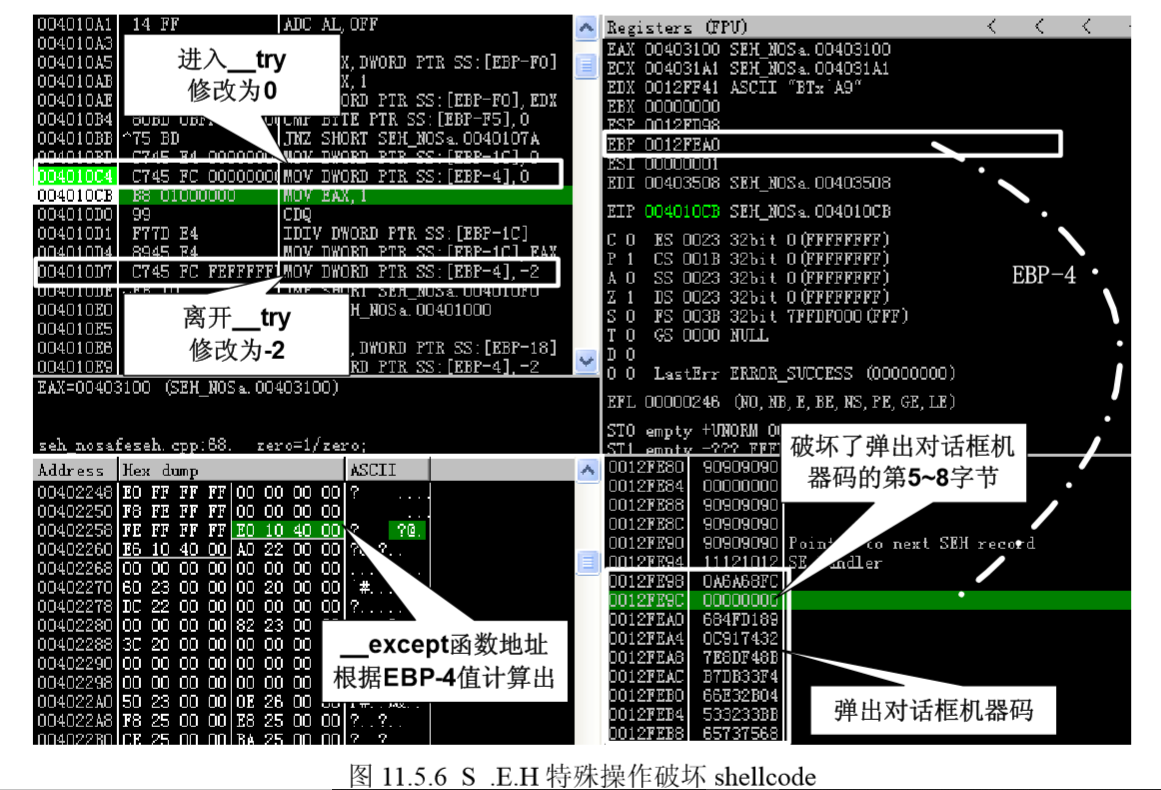 004010A1 14 FF ADC AL, 0FF
004010A3
004010A5 X, DWORD PTR SS:[EBP-F0]
004010AB X, 1
004010AE ORD PTR SS:[EBP-F0], EDX
004010B4 CMP BYTE PTR SS:[EBP-F5], 0
004010BB ^75 BD JNZ SHORT SEH_NOSa.0040107A
004010BD C745 E4 0000000 MOV DWORD PTR SS:[EBP-1C], 0
004010C4 C745 FC 0000000 MOV DWORD PTR SS:[EBP-4], 0
004010CB B8 01000000 MOV EAX, 1
004010D0 99 CDQ
004010D1 F77D E4 IDIV DWORD PTR SS:[EBP-1C]
004010D4 8945 E4 MOV DWORD PTR SS:[EBP-1C], EAX
004010D7 C745 FC FEFFFFF MOV DWORD PTR SS:[EBP-4], -2
004010DE SHORT SEH_NOSa.004010F0
004010E0 H_NOSa.00401000
004010E5
004010E6 , DWORD PTR SS:[EBP-18]
004010E9 RD PTR SS:[EBP-4], -2
进入__try
修改为0
离开__try
修改为-2
EAX=00403100 (SEH_NOSa.00403100)
seh_nosafeseh.cpp:68. zero=1/zero;
Registers (FPU) < < <
EAX 00403100 SEH_NOSa.00403100
ECX 004031A1 SEH_NOSa.004031A1
EDX 0012FF41 ASCII "BTx`A9"
EBX 00000000
ESP 0012FD98
EBP 0012FEA0
ESI 00000001
EDI 00403508 SEH_NOSa.00403508
EIP 004010CB SEH_NOSa.004010CB
C 0 ES 0023 32bit 0(FFFFFFFF)
P 1 CS 001B 32bit 0(FFFFFFFF)
A 0 SS 0023 32bit 0(FFFFFFFF)
Z 1 DS 0023 32bit 0(FFFFFFFF)
S 0 FS 003B 32bit 7FFDF000(FFF)
T 0 GS 0000 NULL
D 0
O 0 LastErr ERROR_SUCCESS (00000000)
EFL 00000246 (NO, NB, E, BE, NS, PE, GE, LE)
ST0 empty +UNORM
ST1 empty -???
EBP-4
Address Hex dump ASCII
00402248 E0 FF FF FF 00 00 00 00 ? ....
00402250 F8 FE FF FF 00 00 00 00
00402258 FE FF FF FF E0 10 40 00 ? ?@.
00402260 E6 10 40 00 A0 22 00 00
00402268 00 00 00 00 00 00 00 00
00402270 60 23 00 00 00 20 00 00 `#...
00402278 DC 22 00 00 00 00 00 00
00402280 00 00 00 00 82 23 00
00402288 3C 20 00 00 00 00 00
00402290 00 00 00 00 00 00 00
00402298 00 00 00 00 00 00 00
004022A0 50 23 00 00 0E 26 00
004022A8 F8 25 00 00 E8 25 00 00 ?..?..
004022B0 CE 25 00 00 BA 25 00 00 ? ?
__except函数地址
根据EBP-4值计算出
破坏了弹出对话框机
器码的第5~8字节
0012FE80 90909090
0012FE84 00000000
0012FE88 90909090
0012FE8C 90909090
0012FE90 90909090 Point to next SEH record
0012FE94 11121012 SE handler
0012FE98 0A6A68FC
0012FE9C 00000000
0012FEA0 684FD189
0012FEA4 0C917432
0012FEA8 7E8DF48B
0012FEAC B7DB33F4
0012FEB0 66E32B04
0012FEB4 533233BB
0012FEB8 65737568
弹出对话框机器码
图 11.5.6 S .E.H 特殊操作破坏 shellcode